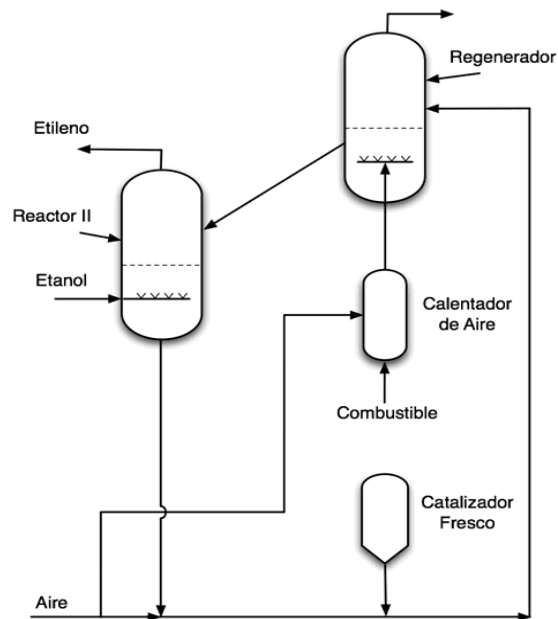 Regenerador
Etileno
Reactor II
Etanol
Calentador
de Aire
Combustible
Catalizador
Fresco
Aire